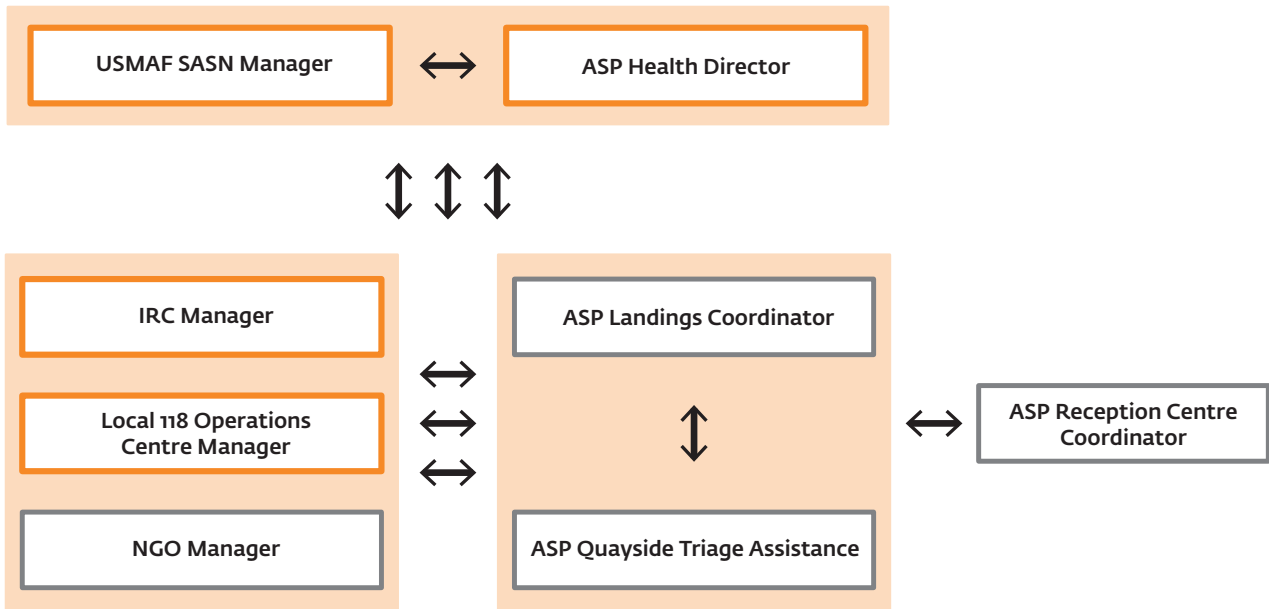 USMAF SASN Manager
ASP Health Director
IRC Manager
Local 118 Operations
Centre Manager
NGO Manager
ASP Landings Coordinator
ASP Quayside Triage Assistance
ASP Reception Centre
Coordinator